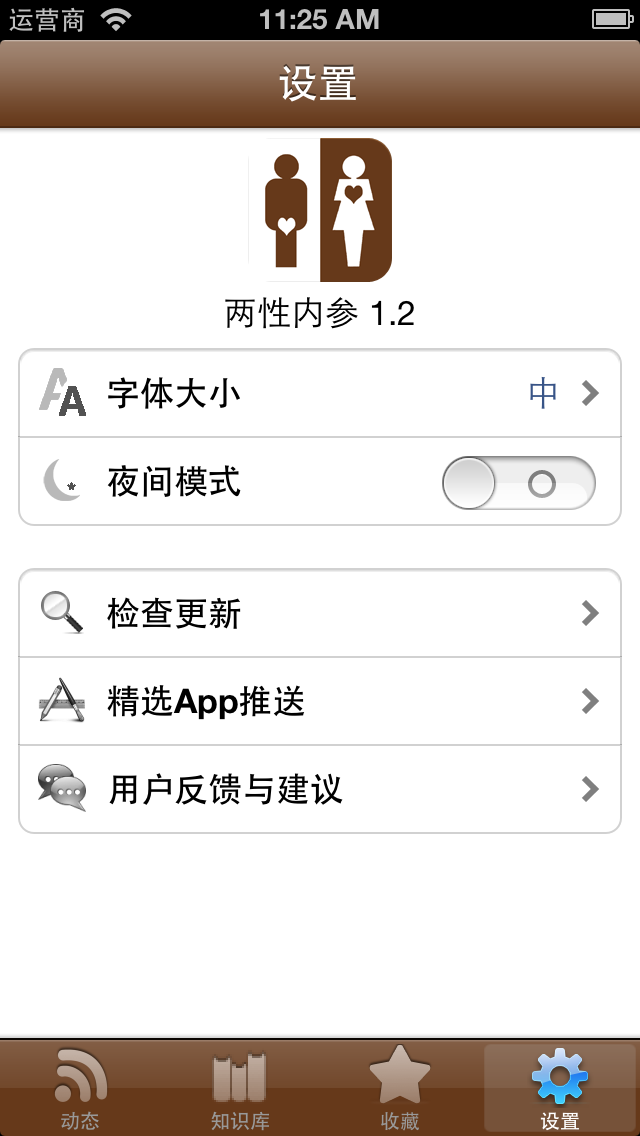 运营商 11:25 AM
设置
两性内参 1.2
字体大小 中
夜间模式
检查更新
精选App推送
用户反馈与建议
动态 知识库 收藏 设置